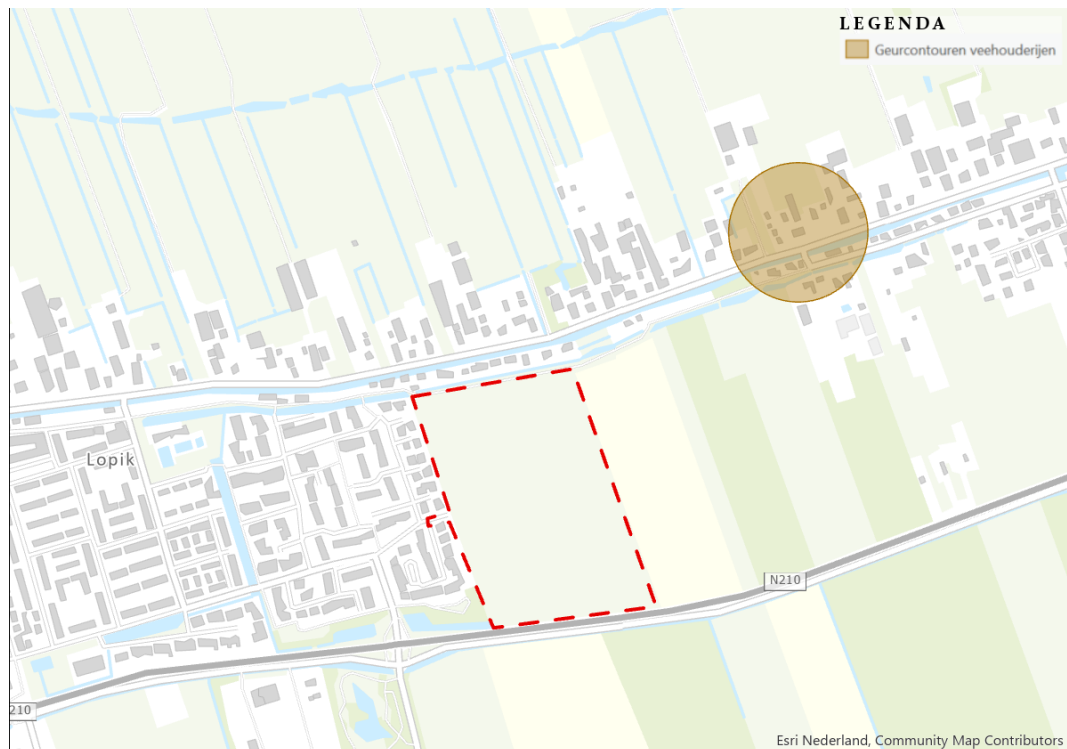 LEGENDA
Geurcontouren veehouderijen
Lopik
N210
210
Esri Nederland, Community Map Contributors